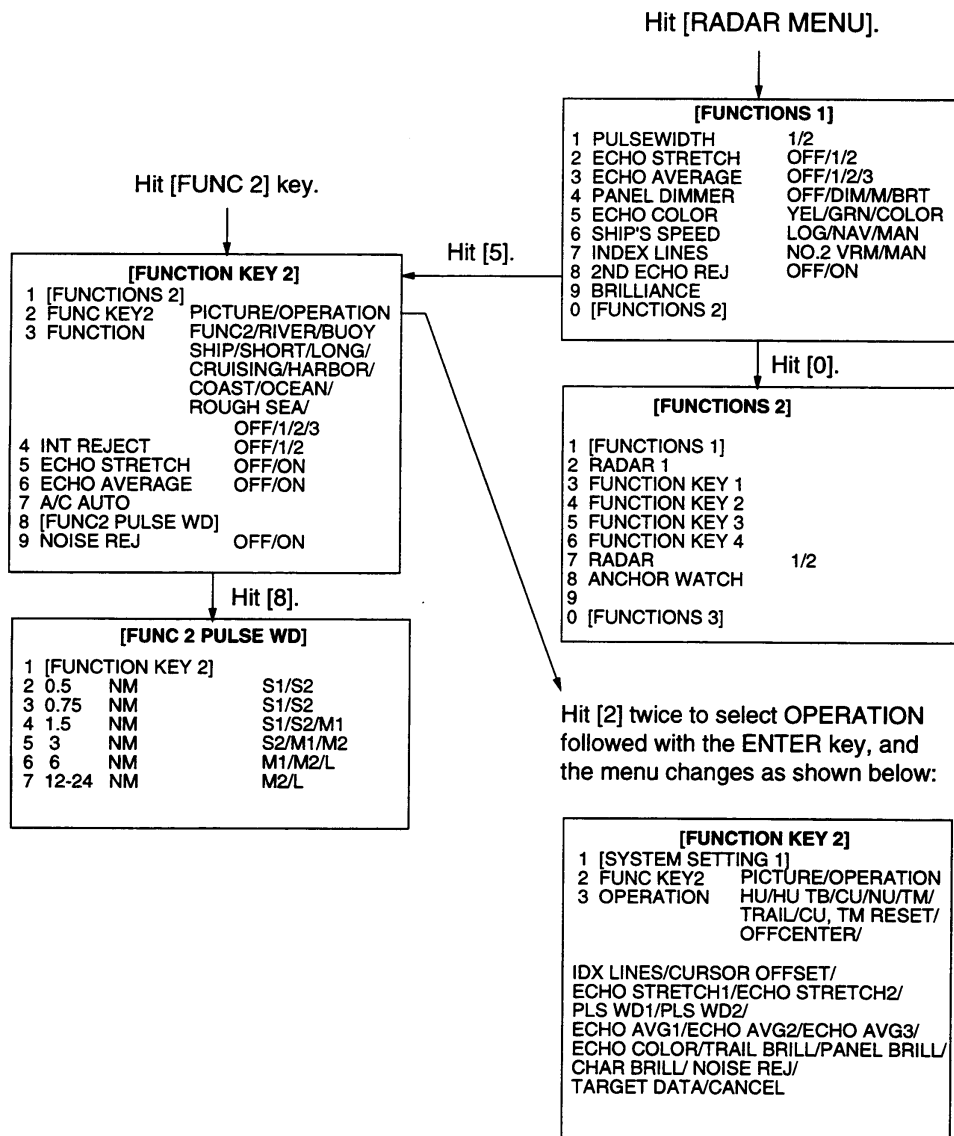 Hit [RADAR MENU].
[FUNCTIONS 1]
1 PULSEWIDTH 1/2
2 ECHO STRETCH OFF/1/2
3 ECHO AVERAGE OFF/1/2/3
4 PANEL DIMMER OFF/DIM/M/BRT
5 ECHO COLOR YEL/GRN/COLOR
6 SHIP'S SPEED LOG/NAV/MAN
7 INDEX LINES NO.2 VRM/MAN
8 2ND ECHO REJ OFF/ON
9 BRILLIANCE
0 [FUNCTIONS 2]
Hit [FUNC 2] key.
Hit [5].
[FUNCTION KEY 2]
1 [FUNCTIONS 2]
2 FUNC KEY2 PICTURE/OPERATION
3 FUNCTION FUNC2/RIVER/BUOY
SHIP/SHORT/LONG/
CRUISING/HARBOR/
COAST/OCEAN/
ROUGH SEA/
OFF/1/2/3
4 INT REJECT OFF/1/2
5 ECHO STRETCH OFF/ON
6 ECHO AVERAGE OFF/ON
7 A/C AUTO
8 [FUNC2 PULSE WD]
9 NOISE REJ OFF/ON
Hit [0].
[FUNCTIONS 2]
1 [FUNCTIONS 1]
2 RADAR 1
3 FUNCTION KEY 1
4 FUNCTION KEY 2
5 FUNCTION KEY 3
6 FUNCTION KEY 4
7 RADAR 1/2
8 ANCHOR WATCH
9
0 [FUNCTIONS 3]
Hit [8].
[FUNC 2 PULSE WD]
1 [FUNCTION KEY 2]
2 0.5 NM S1/S2
3 0.75 NM S1/S2
4 1.5 NM S1/S2/M1
5 3 NM S2/M1/M2
6 6 NM M1/M2/L
7 12-24 NM M2/L
Hit [2] twice to select OPERATION
followed with the ENTER key, and
the menu changes as shown below:
[FUNCTION KEY 2]
1 [SYSTEM SETTING 1]
2 FUNC KEY2 PICTURE/OPERATION
3 OPERATION HU/HU TB/CU/NU/TM/
TRAIL/CU, TM RESET/
OFFCENTER/
IDX LINES/CURSOR OFFSET/
ECHO STRETCH1/ECHO STRETCH2/
PLS WD1/PLS WD2/
ECHO AVG1/ECHO AVG2/ECHO AVG3/
ECHO COLOR/TRAIL BRILL/PANEL BRILL/
CHAR BRILL/ NOISE REJ/
TARGET DATA/CANCEL